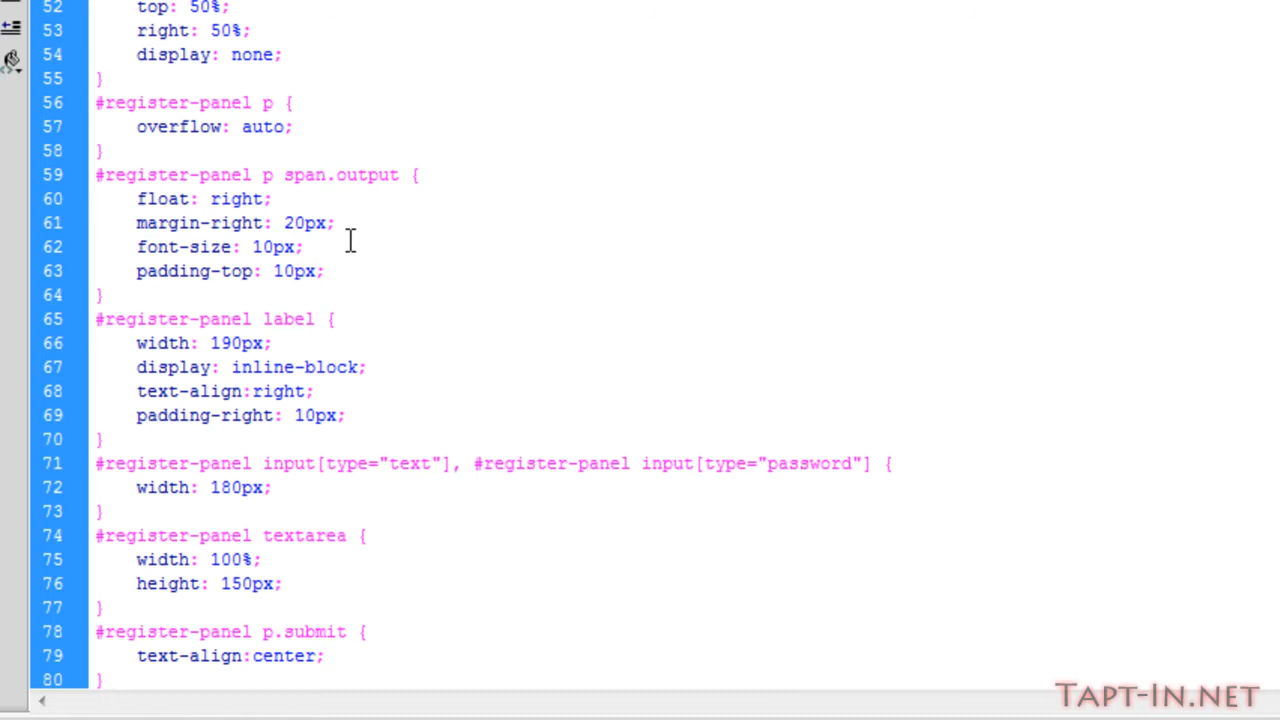 52 top: 50%;
53 right: 50%;
54 display: none;
55 }
56 #register-panel p {
57 overflow: auto;
58 }
59 #register-panel p span.output {
60 float: right;
61 margin-right: 20px;
62 font-size: 10px;
63 padding-top: 10px;
64 }
65 #register-panel label {
66 width: 190px;
67 display: inline-block;
68 text-align:right;
69 padding-right: 10px;
70 }
71 #register-panel input[type="text"], #register-panel input[type="password"] {
72 width: 180px;
73 }
74 #register-panel textarea {
75 width: 100%;
76 height: 150px;
77 }
78 #register-panel p.submit {
79 text-align:center;
80 }
Tapt-In.net